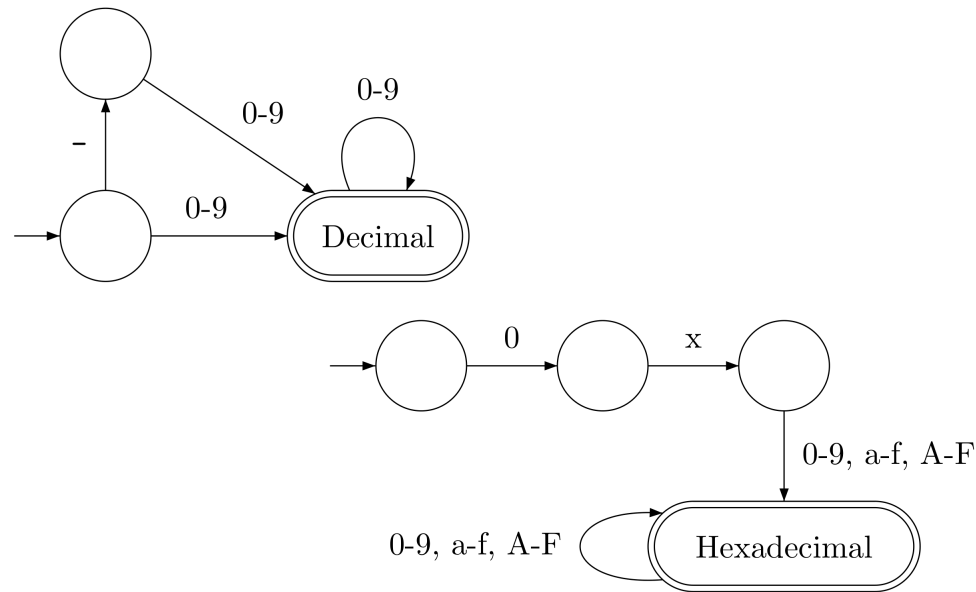 0-9
0-9
-
0-9
Decimal
0
x
0-9, a-f, A-F
0-9, a-f, A-F
Hexadecimal